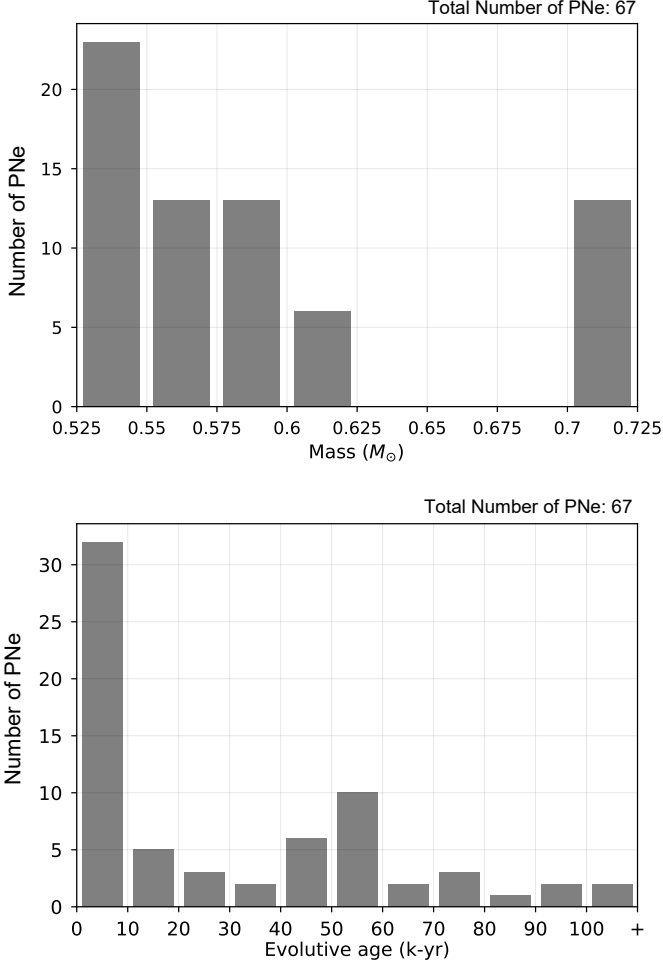 Total Number of PNe: 67
Number of PNe
20
15
10
5
0
0.525 0.55 0.575 0.6 0.625 0.65 0.675 0.7 0.725
Mass (M☉)
Total Number of PNe: 67
Number of PNe
30
25
20
15
10
5
0
0 10 20 30 40 50 60 70 80 90 100 +
Evolutive age (k-yr)